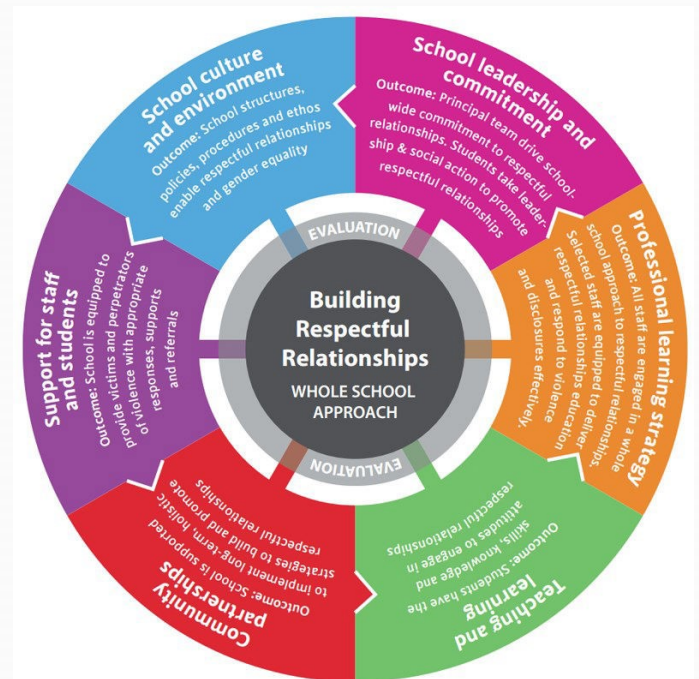 School leadership and
commitment
Outcome: Principal team drive school-
wide commitment to respectful
relationships. Students take leader-
ship & social action to promote
respectful relationships
Professional learning strategy
Outcome: All staff are engaged in a whole
school approach to respectful relationships.
Selected staff are equipped to deliver
respectful relationships education
and respond to violence
and disclosures effectively.
Teaching and
learning
Outcome: Students have the
skills, knowledge and
attitudes to engage in
respectful relationships
Community
partnerships
Outcome: School is supported
to implement long-term, holistic
strategies to build and promote
respectful relationships
Support for staff
and students
Outcome: School is equipped to
provide victims and perpetrators
of violence with appropriate
responses, supports
and referrals
School culture
and environment
Outcome: School structures,
policies, procedures and ethos
enable respectful relationships
and gender equality
EVALUATION
Building
Respectful
Relationships
WHOLE SCHOOL
APPROACH
EVALUATION